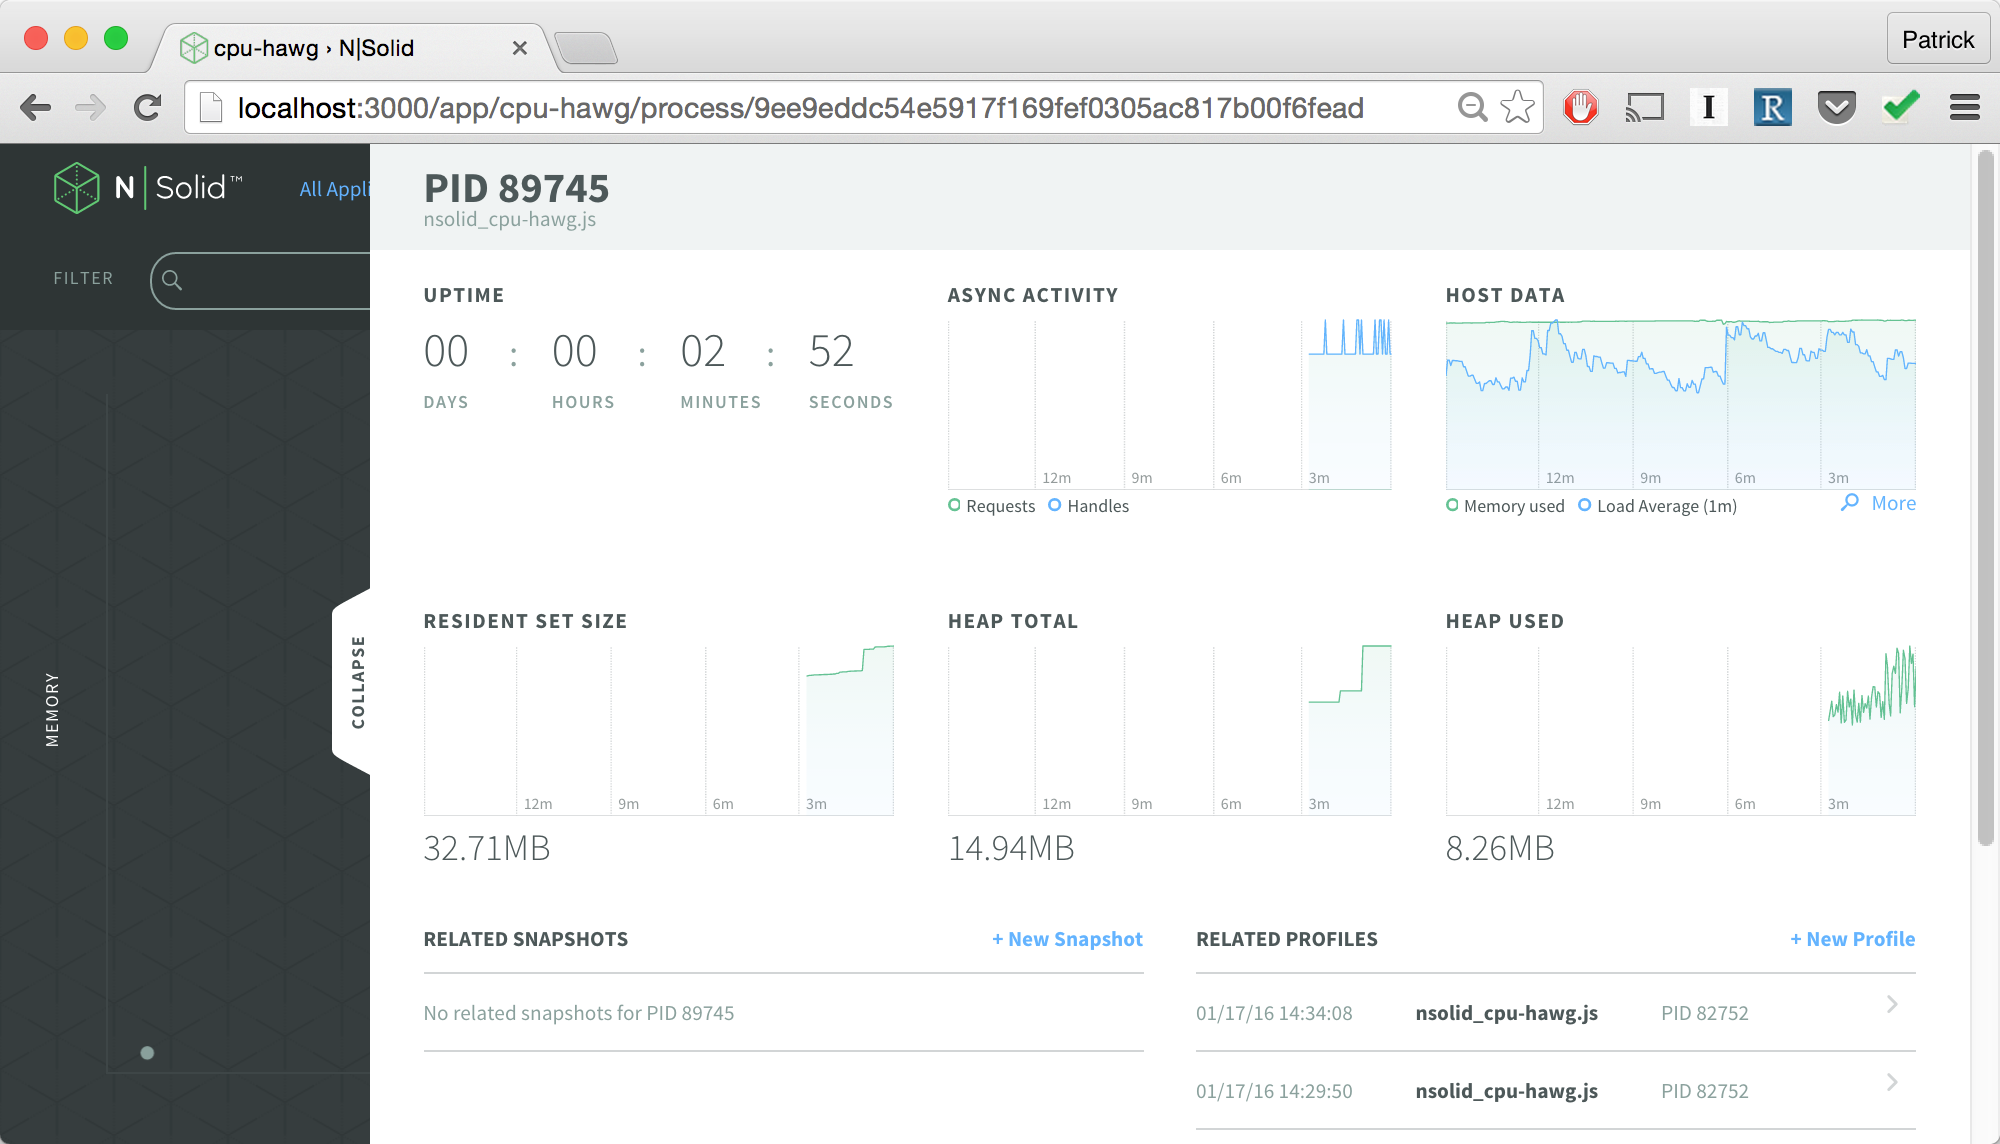 cpu-hawg › N|Solid
Patrick
localhost:3000/app/cpu-hawg/process/9ee9eddc54e5917f169fef0305ac817b00f6fead
I
R
N|Solid™
All Appli
FILTER
MEMORY
COLLAPSE
PID 89745
nsolid_cpu-hawg.js
UPTIME
00 : 00 : 02 : 52
DAYS HOURS MINUTES SECONDS
ASYNC ACTIVITY
12m 9m 6m 3m
Requests Handles
HOST DATA
12m 9m 6m 3m
Memory used Load Average (1m) More
RESIDENT SET SIZE
12m 9m 6m 3m
32.71MB
HEAP TOTAL
12m 9m 6m 3m
14.94MB
HEAP USED
12m 9m 6m 3m
8.26MB
RELATED SNAPSHOTS + New Snapshot
No related snapshots for PID 89745
RELATED PROFILES + New Profile
01/17/16 14:34:08 nsolid_cpu-hawg.js PID 82752
01/17/16 14:29:50 nsolid_cpu-hawg.js PID 82752